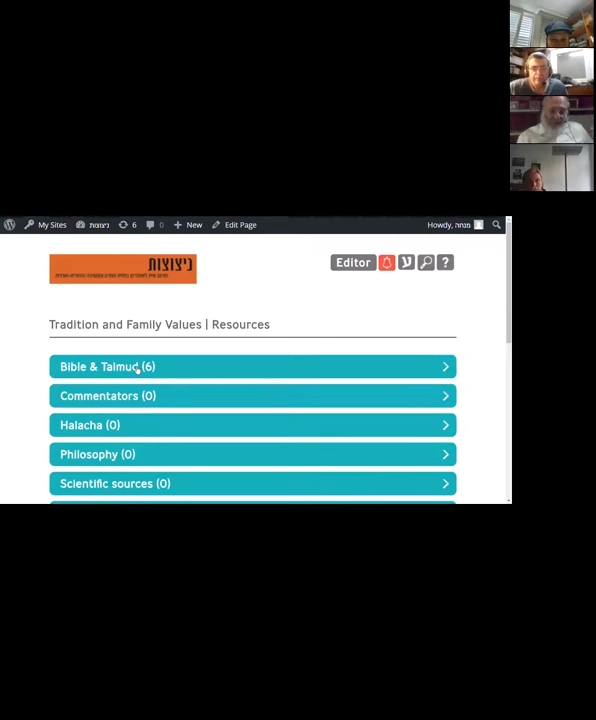 My Sites ניצוצות 6 0 New Edit Page Howdy, מנחה
ניצוצות
Editor ע ?
Tradition and Family Values | Resources
Bible & Talmud (6)
Commentators (0)
Halacha (0)
Philosophy (0)
Scientific sources (0)